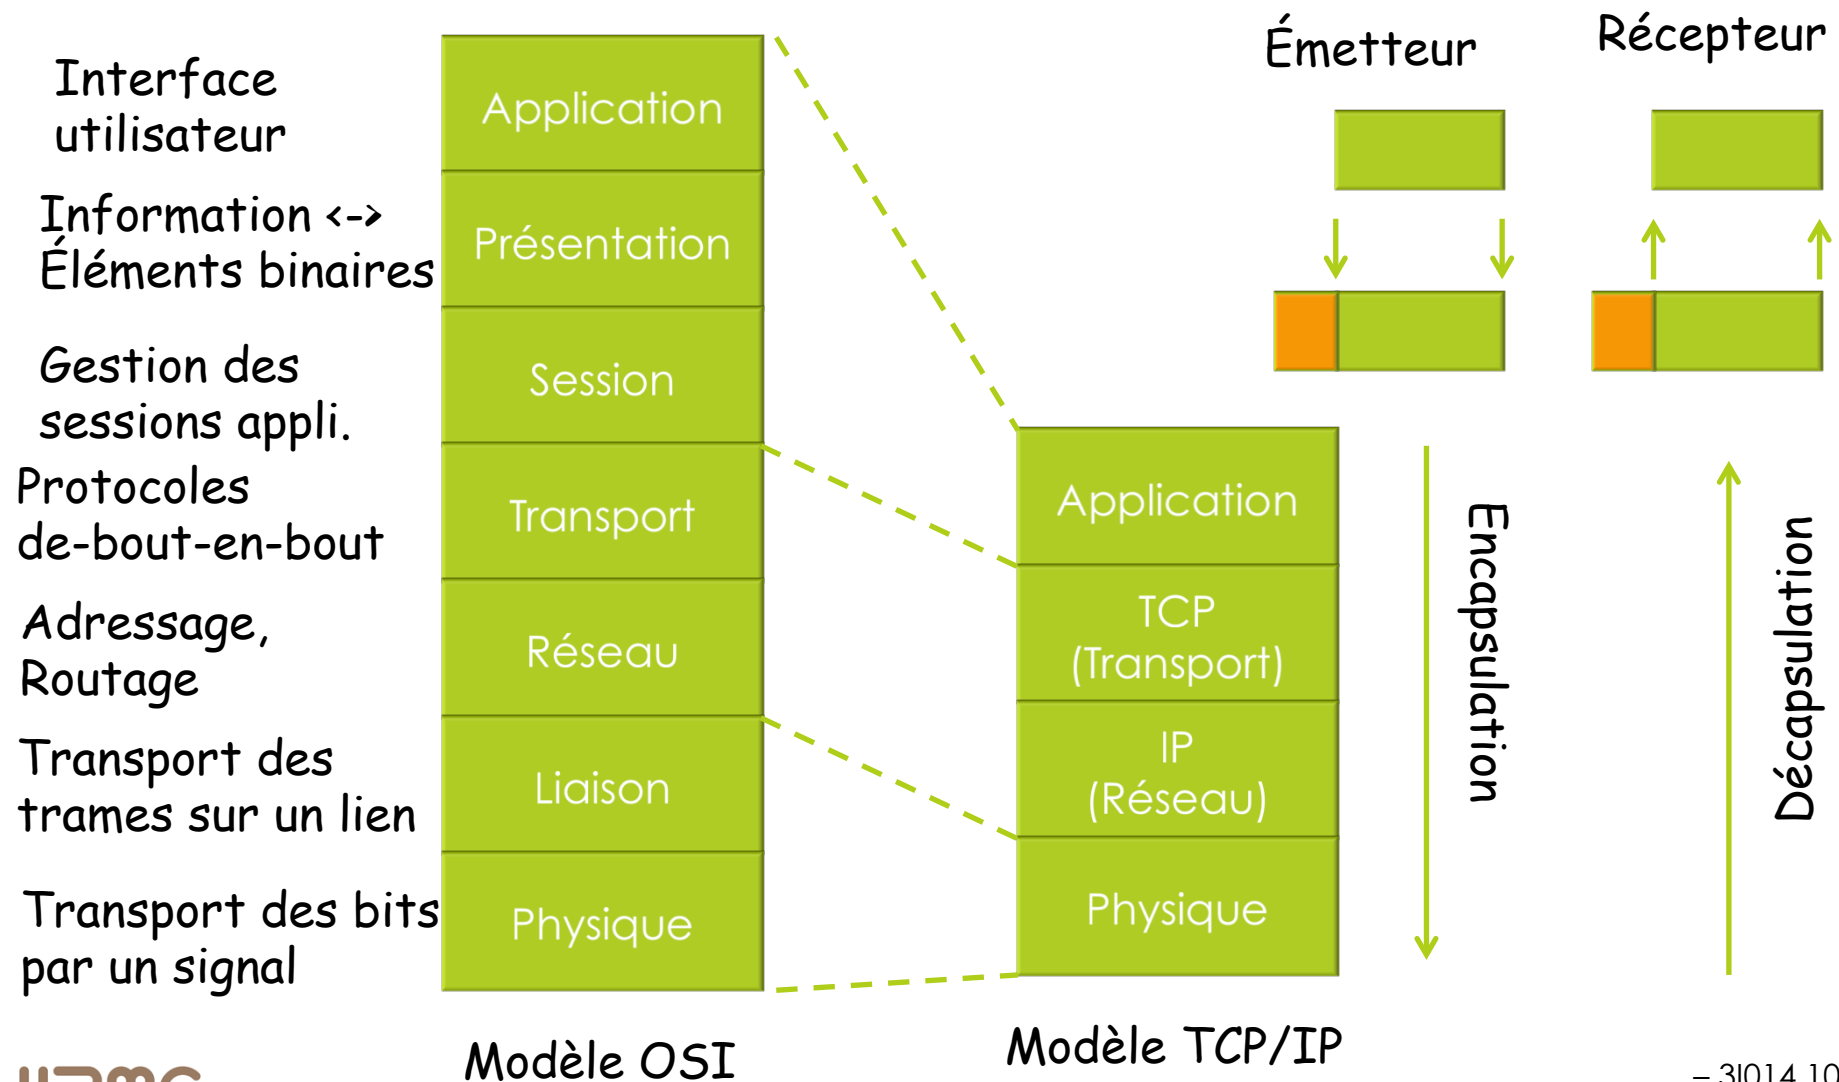 Interface
utilisateur
Information <->
Éléments binaires
Gestion des
sessions appli.
Protocoles
de-bout-en-bout
Adressage,
Routage
Transport des
trames sur un lien
Transport des bits
par un signal
Application
Présentation
Session
Transport
Réseau
Liaison
Physique
Modèle OSI
Application
TCP
(Transport)
IP
(Réseau)
Physique
Modèle TCP/IP
Émetteur
Récepteur
Encapsulation
Décapsulation
– 3I014 10